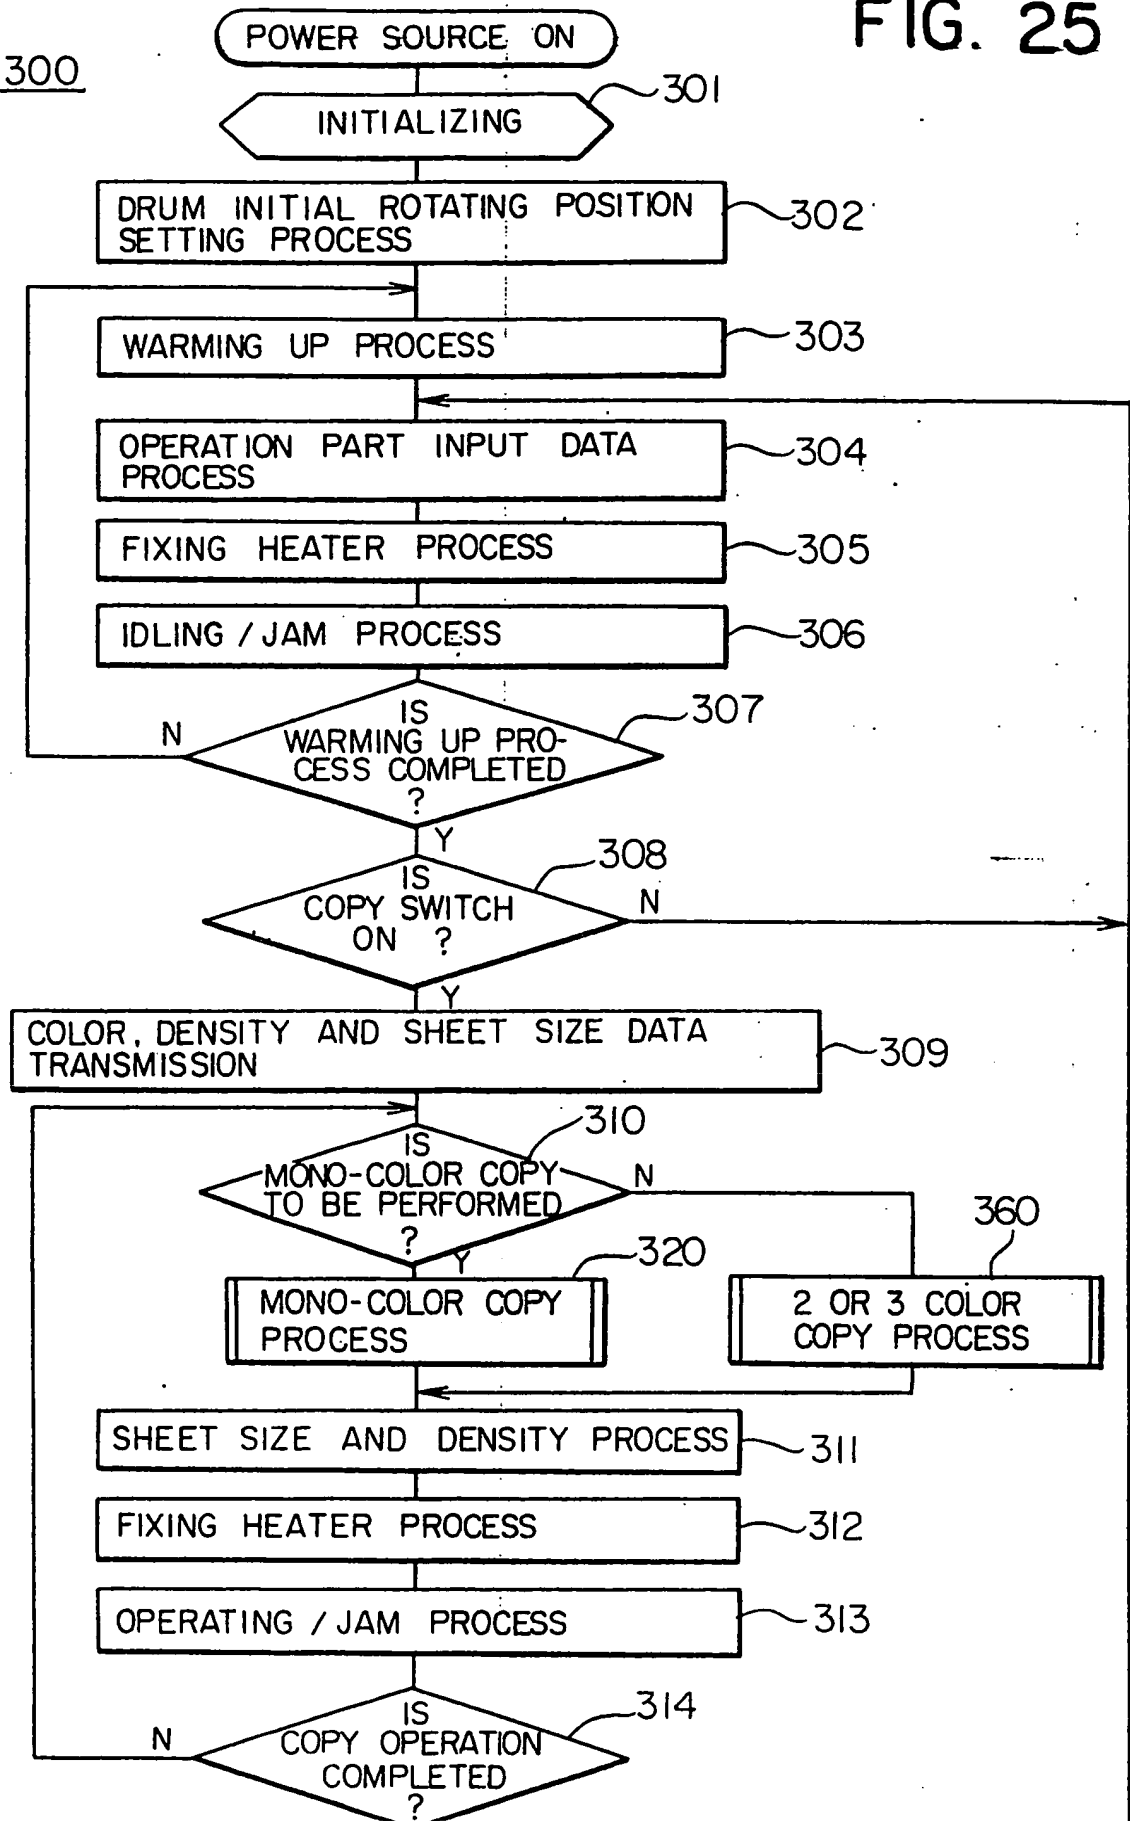 FIG. 25
300
POWER SOURCE ON
INITIALIZING
301
DRUM INITIAL ROTATING POSITION
SETTING PROCESS
302
WARMING UP PROCESS
303
OPERATION PART INPUT DATA
PROCESS
304
FIXING HEATER PROCESS
305
IDLING / JAM PROCESS
306
IS
WARMING UP PRO-
CESS COMPLETED
?
307
N
Y
IS
COPY SWITCH
ON ?
308
N
Y
COLOR, DENSITY AND SHEET SIZE DATA
TRANSMISSION
309
IS
MONO-COLOR COPY
TO BE PERFORMED
?
310
N
Y
MONO-COLOR COPY
PROCESS
320
2 OR 3 COLOR
COPY PROCESS
360
SHEET SIZE AND DENSITY PROCESS
311
FIXING HEATER PROCESS
312
OPERATING / JAM PROCESS
313
IS
COPY OPERATION
COMPLETED
?
314
N